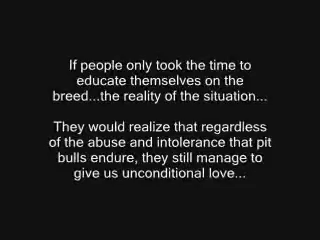 If people only took the time to
educate themselves on the
breed...the reality of the situation...
They would realize that regardless
of the abuse and intolerance that pit
bulls endure, they still manage to
give us unconditional love...